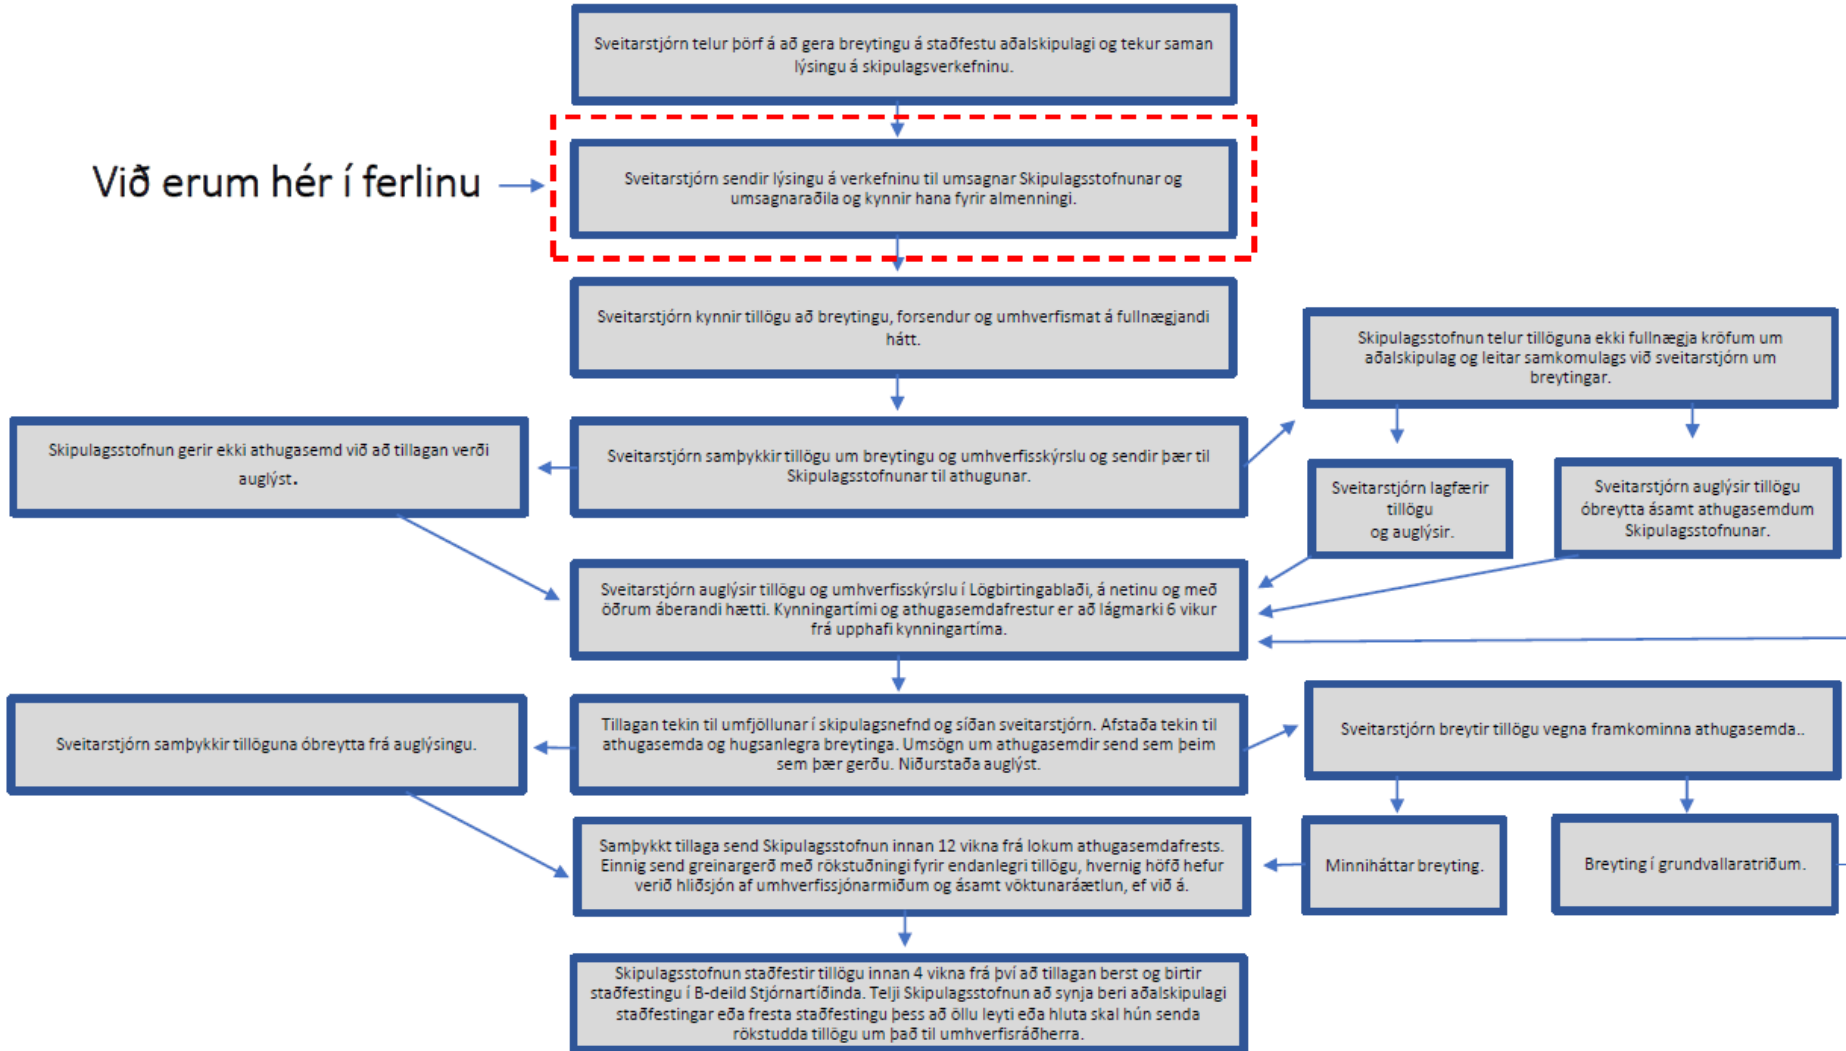 Sveitarstjórn telur þörf á að gera breytingu á staðfestu aðalskipulagi og tekur saman
lýsingu á skipulagsverkefninu.
Við erum hér í ferlinu
Sveitarstjórn sendir lýsingu á verkefninu til umsagnar Skipulagsstofnunar og
umsagnaraðila og kynnir hana fyrir almenningi.
Sveitarstjórn kynnir tillögu að breytingu, forsendur og umhverfismat á fullnægjandi
hátt.
Skipulagsstofnun telur tillöguna ekki fullnægja kröfum um
aðalskipulag og leitar samkomulags við sveitarstjórn um
breytingar.
Skipulagsstofnun gerir ekki athugasemd við að tillagan verði
auglýst.
Sveitarstjórn samþykkir tillögu um breytingu og umhverfisskýrslu og sendir þær til
Skipulagsstofnunar til athugunar.
Sveitarstjórn lagfærir
tillögu
og auglýsir.
Sveitarstjórn auglýsir tillögu
óbreytta ásamt athugasemdum
Skipulagsstofnunar.
Sveitarstjórn auglýsir tillögu og umhverfisskýrslu í Lögbirtingablaði, á netinu og með
öðrum áberandi hætti. Kynningartími og athugasemdafrestur er að lágmarki 6 vikur
frá upphafi kynningartíma.
Sveitarstjórn samþykkir tillöguna óbreytta frá auglýsingu.
Tillagan tekin til umfjöllunar í skipulagsnefnd og síðan sveitarstjórn. Afstaða tekin til
athugasemda og hugsanlegra breytinga. Umsögn um athugasemdir send sem þeim
sem þær gerðu. Niðurstaða auglýst.
Sveitarstjórn breytir tillögu vegna framkominna athugasemda..
Samþykkt tillaga send Skipulagsstofnun innan 12 vikna frá lokum athugasemdafrests.
Einnig send greinargerð með rökstuðningi fyrir endanlegri tillögu, hvernig höfð hefur
verið hliðsjón af umhverfissjónarmiðum og ásamt vöktunaráætlun, ef við á.
Minniháttar breyting.
Breyting í grundvallaratriðum.
Skipulagsstofnun staðfestir tillögu innan 4 vikna frá því að tillagan berst og birtir
staðfestingu í B-deild Stjórnartíðinda. Telji Skipulagsstofnun að synja beri aðalskipulagi
staðfestingar eða fresta staðfestingu þess að öllu leyti eða hluta skal hún senda
rökstudda tillögu um það til umhverfisráðherra.